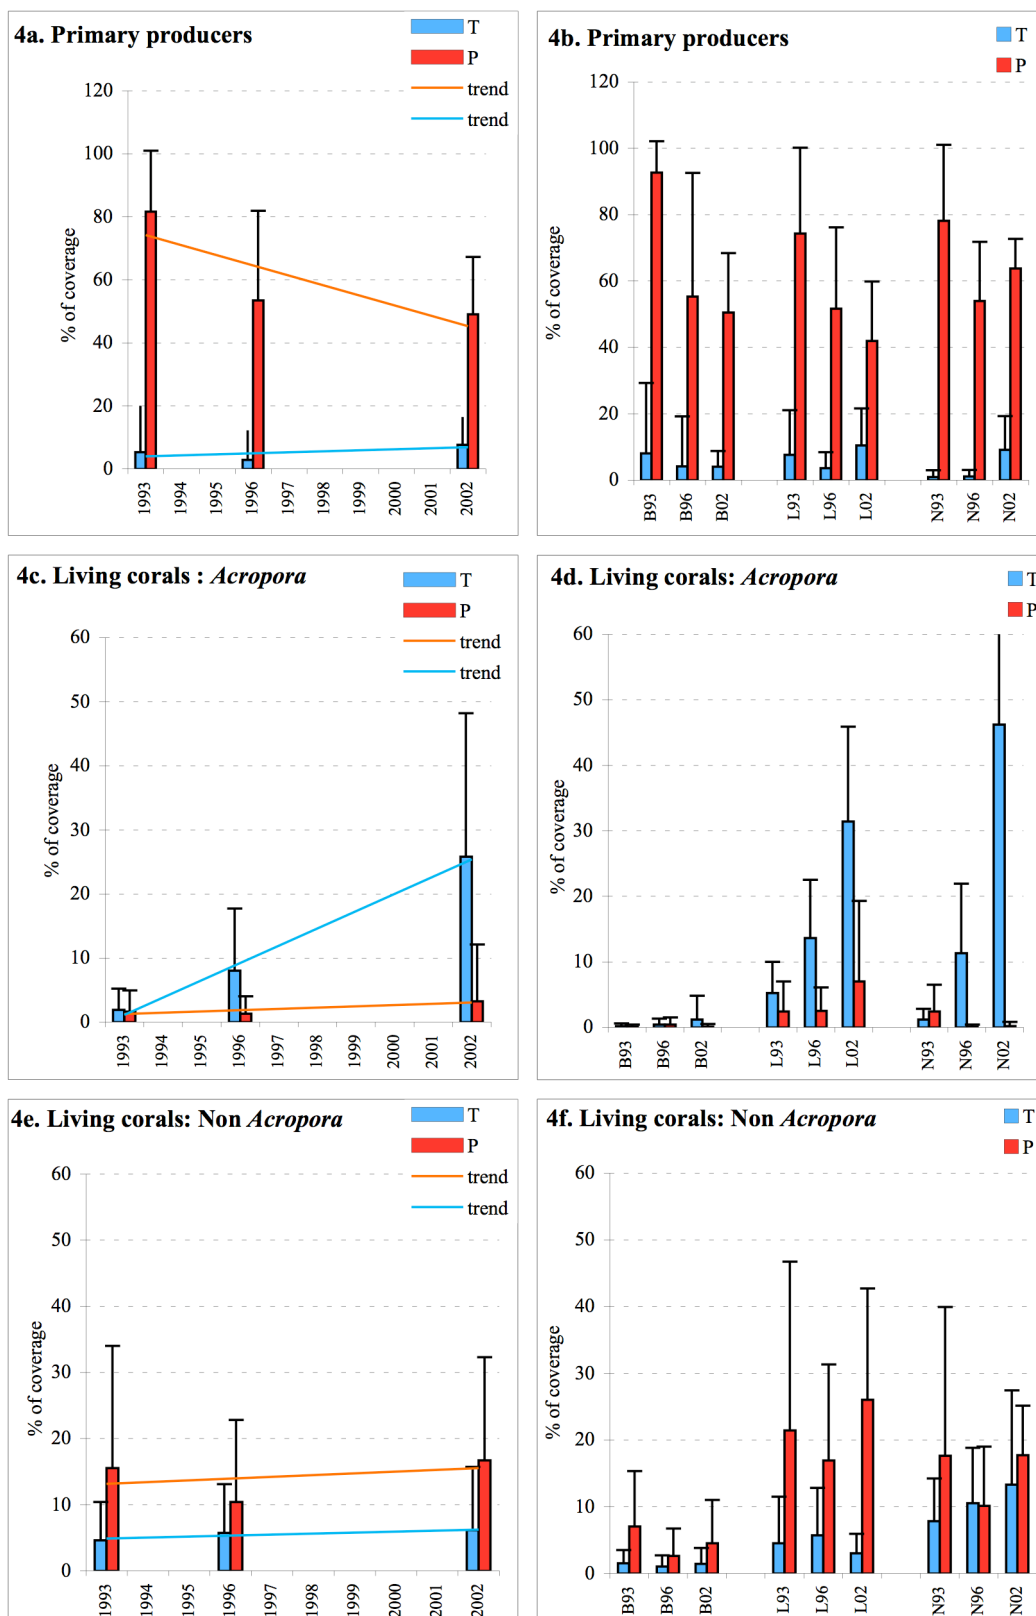 4a. Primary producers
T
P
trend
trend
120
100
80
60
40
20
0
% of coverage
1993 1994 1995 1996 1997 1998 1999 2000 2001 2002
4b. Primary producers
T
P
120
100
80
60
40
20
0
% of coverage
B93 B96 B02 L93 L96 L02 N93 N96 N02
4c. Living corals : Acropora
T
P
trend
trend
60
50
40
30
20
10
0
% of coverage
1993 1994 1995 1996 1997 1998 1999 2000 2001 2002
4d. Living corals: Acropora
T
P
60
50
40
30
20
10
0
% of coverage
B93 B96 B02 L93 L96 L02 N93 N96 N02
4e. Living corals: Non Acropora
T
P
trend
trend
60
50
40
30
20
10
0
% of coverage
1993 1994 1995 1996 1997 1998 1999 2000 2001 2002
4f. Living corals: Non Acropora
T
P
60
50
40
30
20
10
0
% of coverage
B93 B96 B02 L93 L96 L02 N93 N96 N02